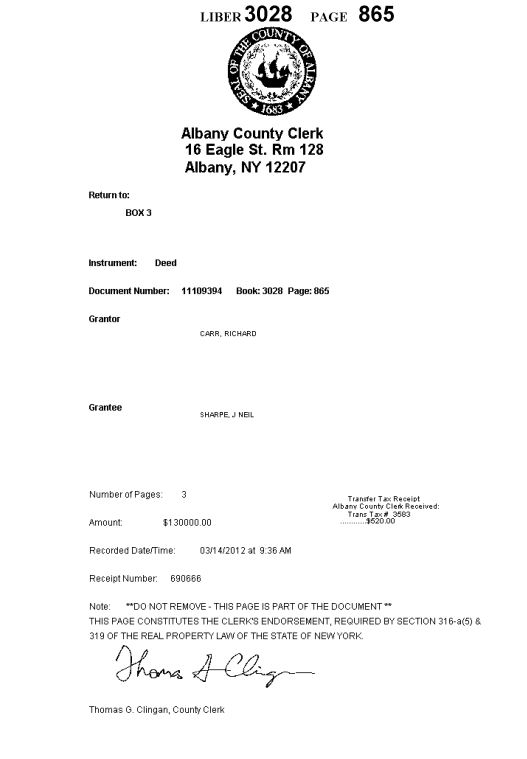 LIBER 3028 PAGE 865
SEAL OF THE COUNTY OF ALBANY
★ 1683 ★
Albany County Clerk
16 Eagle St. Rm 128
Albany, NY 12207
Return to:
BOX 3
Instrument: Deed
Document Number: 11109394 Book: 3028 Page: 865
Grantor
CARR, RICHARD
Grantee
SHARPE, J NEIL
Number of Pages: 3
Transfer Tax Receipt
Albany County Clerk Received:
Trans Tax # 3583
............$520.00
Amount: $130000.00
Recorded Date/Time: 03/14/2012 at 9:36 AM
Receipt Number: 690666
Note: **DO NOT REMOVE - THIS PAGE IS PART OF THE DOCUMENT **
THIS PAGE CONSTITUTES THE CLERK'S ENDORSEMENT, REQUIRED BY SECTION 316-a(5) &
319 OF THE REAL PROPERTY LAW OF THE STATE OF NEW YORK.
Thomas G. Clingan, County Clerk